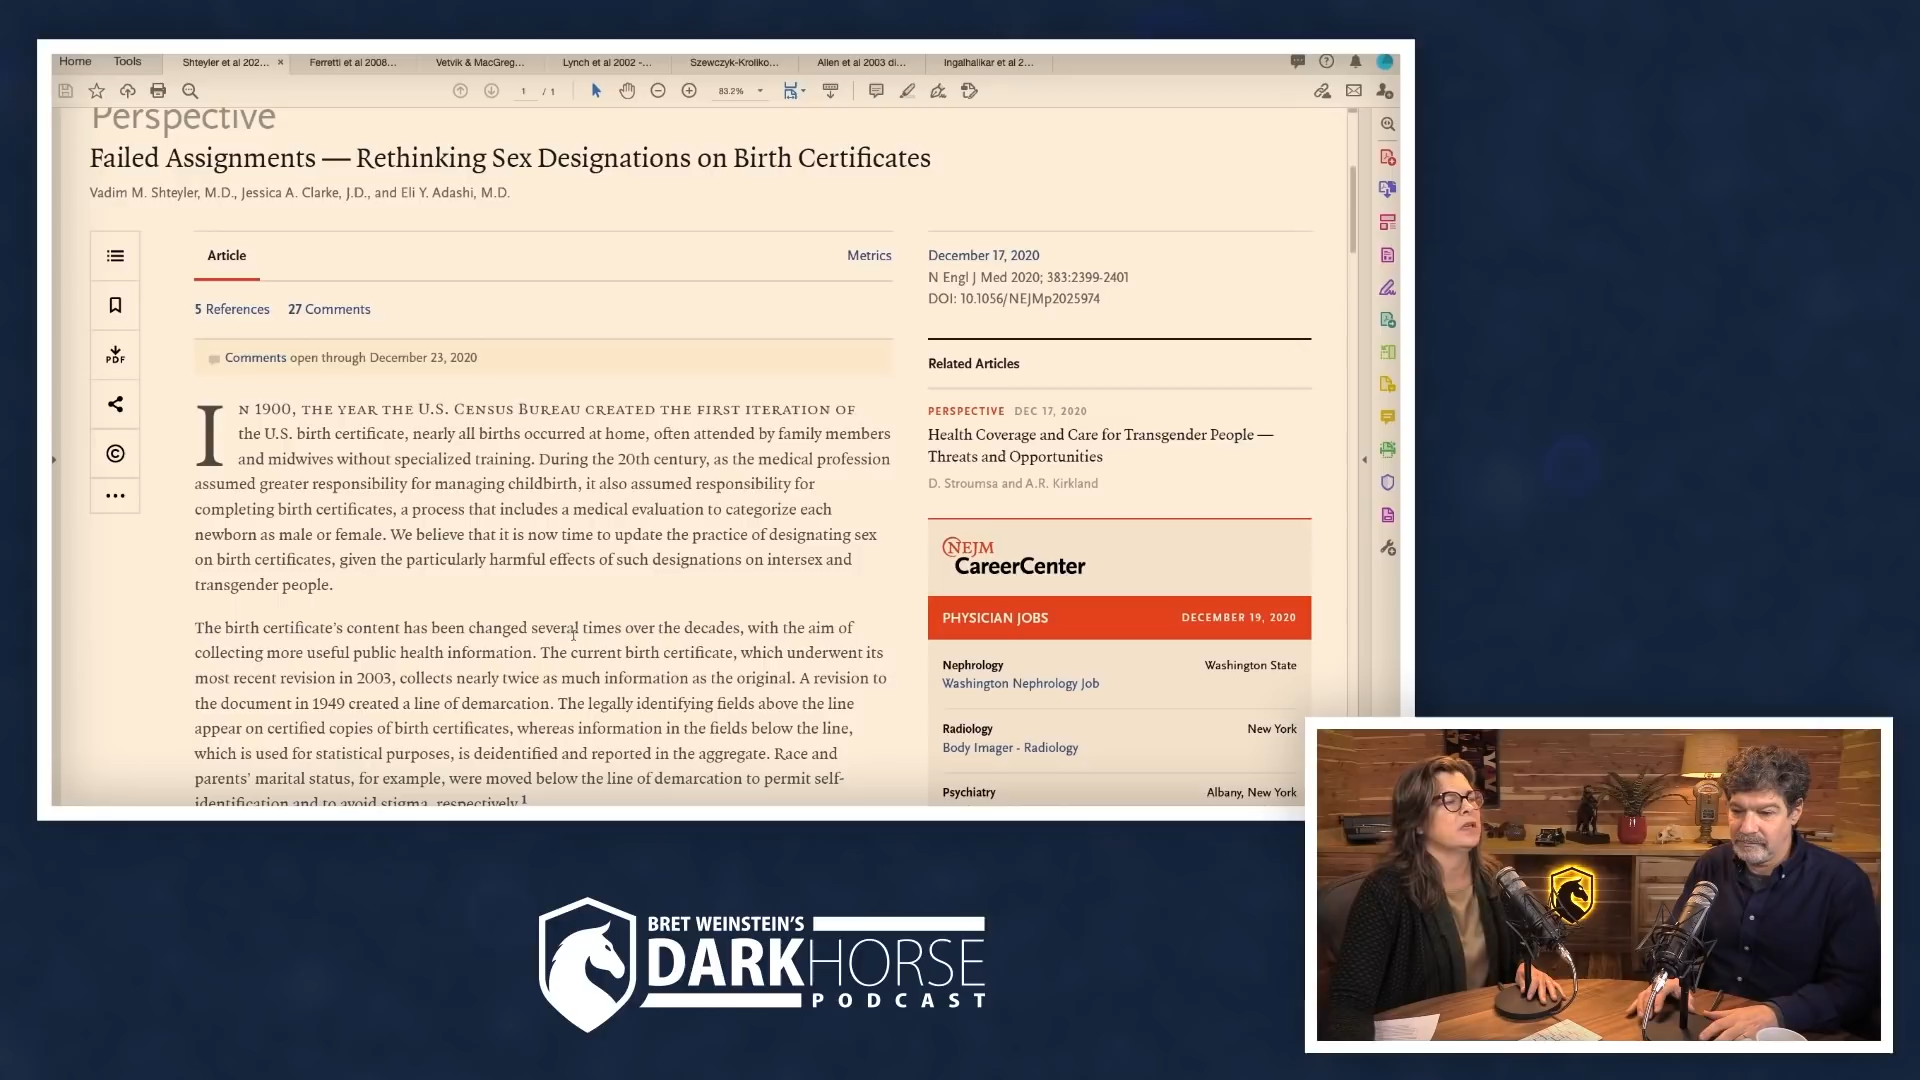 Home Tools Shteyler et al 202... × Ferretti et al 2008... Vetvik & MacGreg... Lynch et al 2002 -... Szewczyk-Kroliko... Allen et al 2003 di... Ingalhalikar et al 2...
1 / 1 83.2%
Perspective
Failed Assignments — Rethinking Sex Designations on Birth Certificates
Vadim M. Shteyler, M.D., Jessica A. Clarke, J.D., and Eli Y. Adashi, M.D.
Article Metrics
5 References 27 Comments
Comments open through December 23, 2020
IN 1900, THE YEAR THE U.S. CENSUS BUREAU CREATED THE FIRST ITERATION OF
the U.S. birth certificate, nearly all births occurred at home, often attended by family members
and midwives without specialized training. During the 20th century, as the medical profession
assumed greater responsibility for managing childbirth, it also assumed responsibility for
completing birth certificates, a process that includes a medical evaluation to categorize each
newborn as male or female. We believe that it is now time to update the practice of designating sex
on birth certificates, given the particularly harmful effects of such designations on intersex and
transgender people.
The birth certificate's content has been changed several times over the decades, with the aim of
collecting more useful public health information. The current birth certificate, which underwent its
most recent revision in 2003, collects nearly twice as much information as the original. A revision to
the document in 1949 created a line of demarcation. The legally identifying fields above the line
appear on certified copies of birth certificates, whereas information in the fields below the line,
which is used for statistical purposes, is deidentified and reported in the aggregate. Race and
parents' marital status, for example, were moved below the line of demarcation to permit self-
identification and to avoid stigma, respectively.1
PDF
December 17, 2020
N Engl J Med 2020; 383:2399-2401
DOI: 10.1056/NEJMp2025974
Related Articles
PERSPECTIVE DEC 17, 2020
Health Coverage and Care for Transgender People —
Threats and Opportunities
D. Stroumsa and A.R. Kirkland
NEJM
CareerCenter
PHYSICIAN JOBS DECEMBER 19, 2020
Nephrology Washington State
Washington Nephrology Job
Radiology New York
Body Imager - Radiology
Psychiatry Albany, New York
BRET WEINSTEIN'S
DARKHORSE
PODCAST